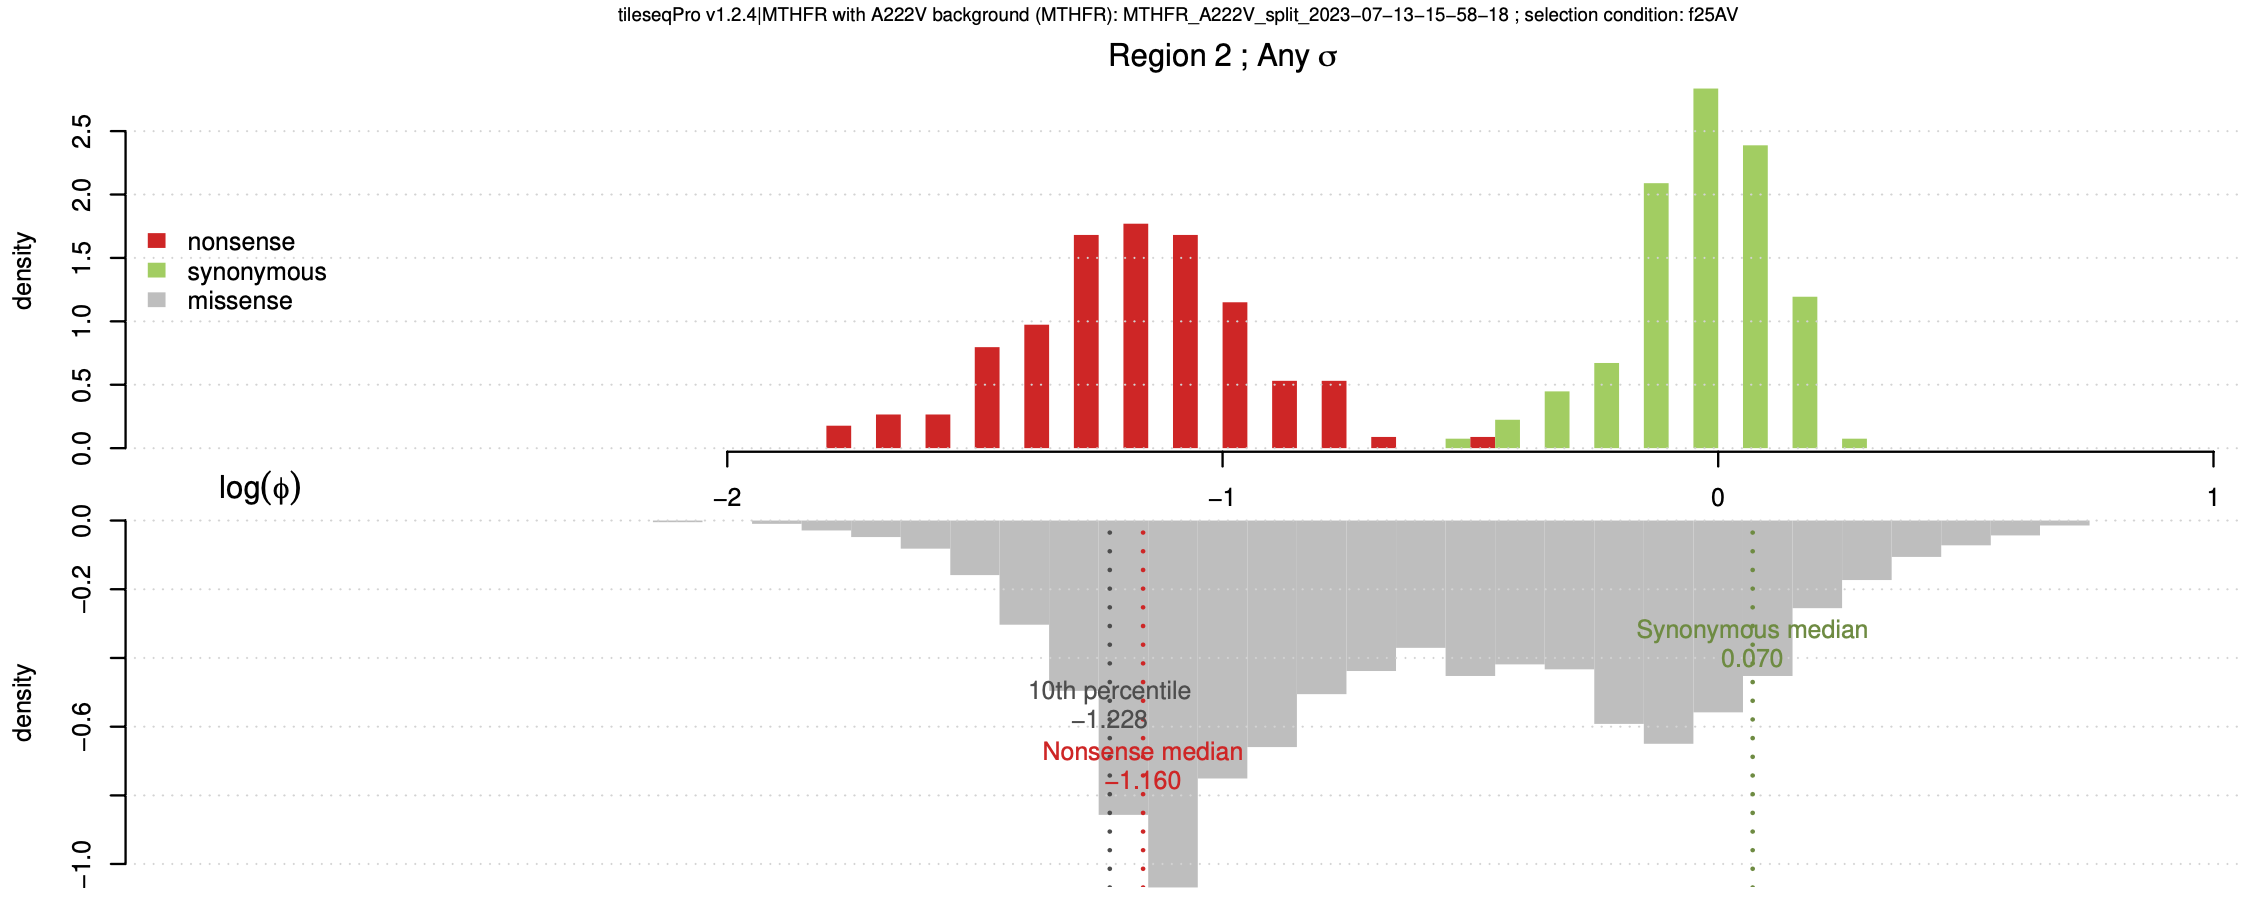 tileseqPro v1.2.4|MTHFR with A222V background (MTHFR): MTHFR_A222V_split_2023−07−13−15−58−18 ; selection condition: f25AV
Region 2 ; Any σ
density
2.5
2.0
1.5
1.0
0.5
0.0
nonsense
synonymous
missense
log(ϕ)
−2
−1
0
1
density
0.0
−0.2
−0.6
−1.0
Synonymous median
0.070
10th percentile
−1.228
Nonsense median
−1.160